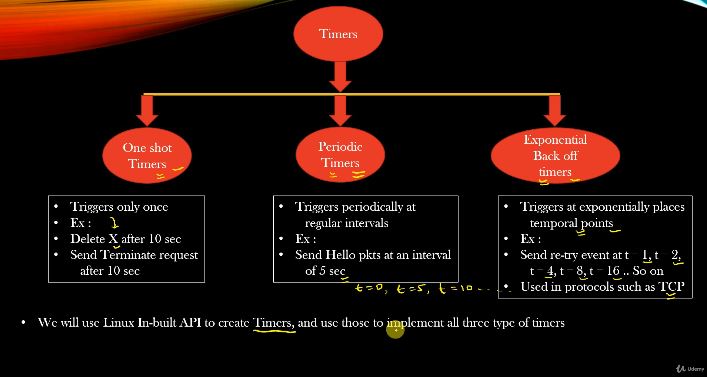 Timers
One shot
Timers
Periodic
Timers
Exponential
Back off
timers
• Triggers only once
• Ex :
• Delete X after 10 sec
• Send Terminate request
after 10 sec
• Triggers periodically at
regular intervals
• Ex :
• Send Hello pkts at an interval
of 5 sec
t=0, t=5, t=10 .....
• Triggers at exponentially places
temporal points
• Ex :
• Send re-try event at t = 1, t = 2,
t = 4, t = 8, t = 16 .. So on
• Used in protocols such as TCP
• We will use Linux In-built API to create Timers, and use those to implement all three type of timers
Udemy